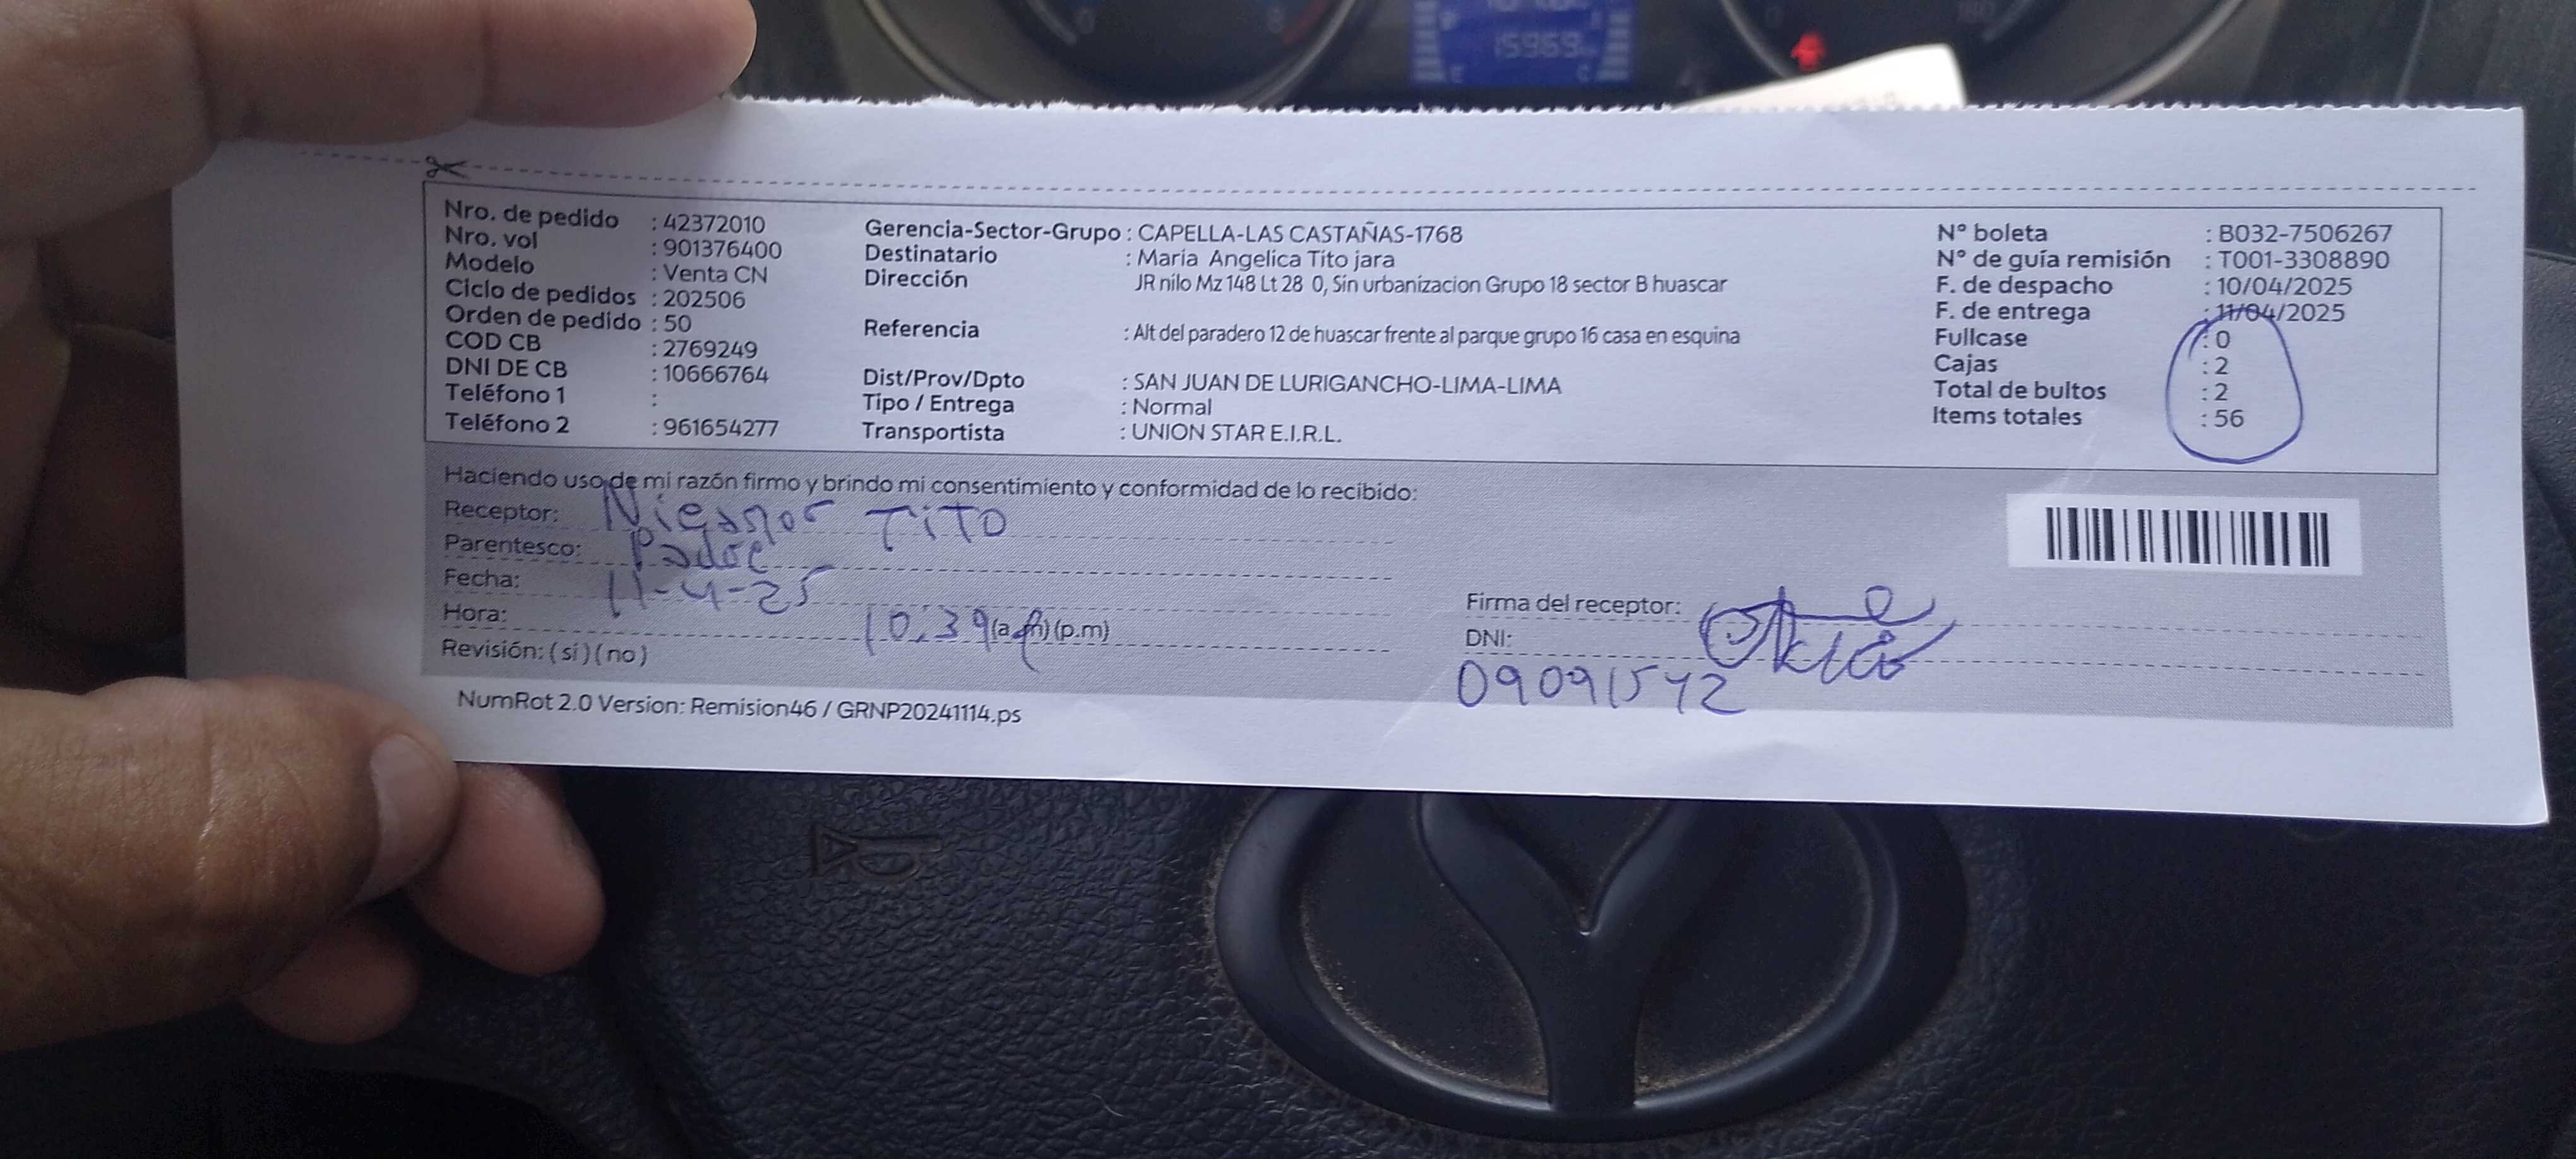 15969
Nro. de pedido : 42372010
Nro. vol : 901376400
Modelo : Venta CN
Ciclo de pedidos : 202506
Orden de pedido : 50
COD CB : 2769249
DNI DE CB : 10666764
Teléfono 1 :
Teléfono 2 : 961654277
Gerencia-Sector-Grupo : CAPELLA-LAS CASTAÑAS-1768
Destinatario : Maria Angelica Tito jara
Dirección JR nilo Mz 148 Lt 28 0, Sin urbanizacion Grupo 18 sector B huascar
Referencia : Alt del paradero 12 de huascar frente al parque grupo 16 casa en esquina
Dist/Prov/Dpto : SAN JUAN DE LURIGANCHO-LIMA-LIMA
Tipo / Entrega : Normal
Transportista : UNION STAR E.I.R.L.
N° boleta : B032-7506267
N° de guía remisión : T001-3308890
F. de despacho : 10/04/2025
F. de entrega : 11/04/2025
Fullcase : 0
Cajas : 2
Total de bultos : 2
Items totales : 56
Haciendo uso de mi razón firmo y brindo mi consentimiento y conformidad de lo recibido:
Receptor: Nicanor TiTO
Parentesco: Padre
Fecha: 11-4-25
Hora: 10.39 (a.m) (p.m)
Revisión: (si) (no)
Firma del receptor:
DNI: 09091542
NumRot 2.0 Version: Remision46 / GRNP20241114.ps